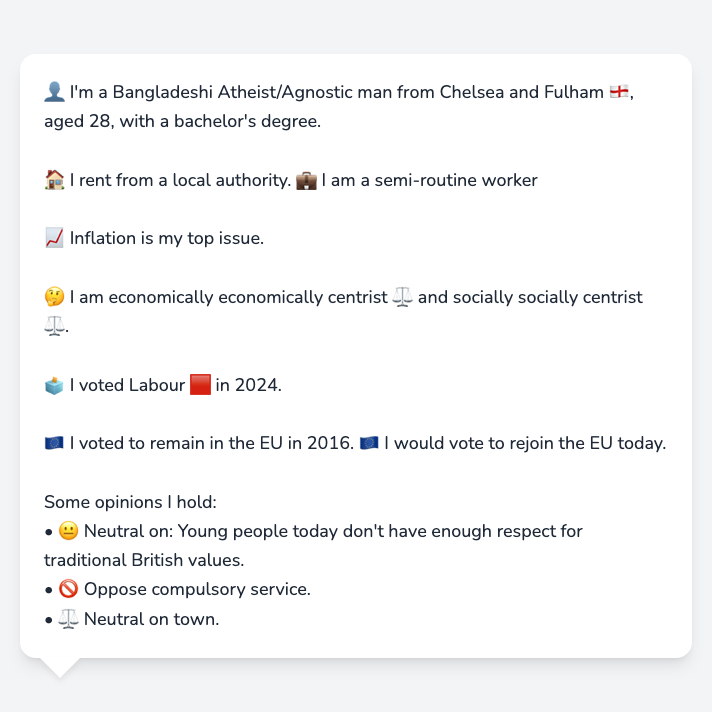 👤 I'm a Bangladeshi Atheist/Agnostic man from Chelsea and Fulham 🏴󠁧󠁢󠁥󠁮󠁧󠁿,
aged 28, with a bachelor's degree.
🏠 I rent from a local authority. 💼 I am a semi-routine worker
📈 Inflation is my top issue.
🤔 I am economically economically centrist ⚖️ and socially socially centrist
⚖️.
🗳️ I voted Labour 🟥 in 2024.
🇪🇺 I voted to remain in the EU in 2016. 🇪🇺 I would vote to rejoin the EU today.
Some opinions I hold:
• 😐 Neutral on: Young people today don't have enough respect for
traditional British values.
• 🚫 Oppose compulsory service.
• ⚖️ Neutral on town.